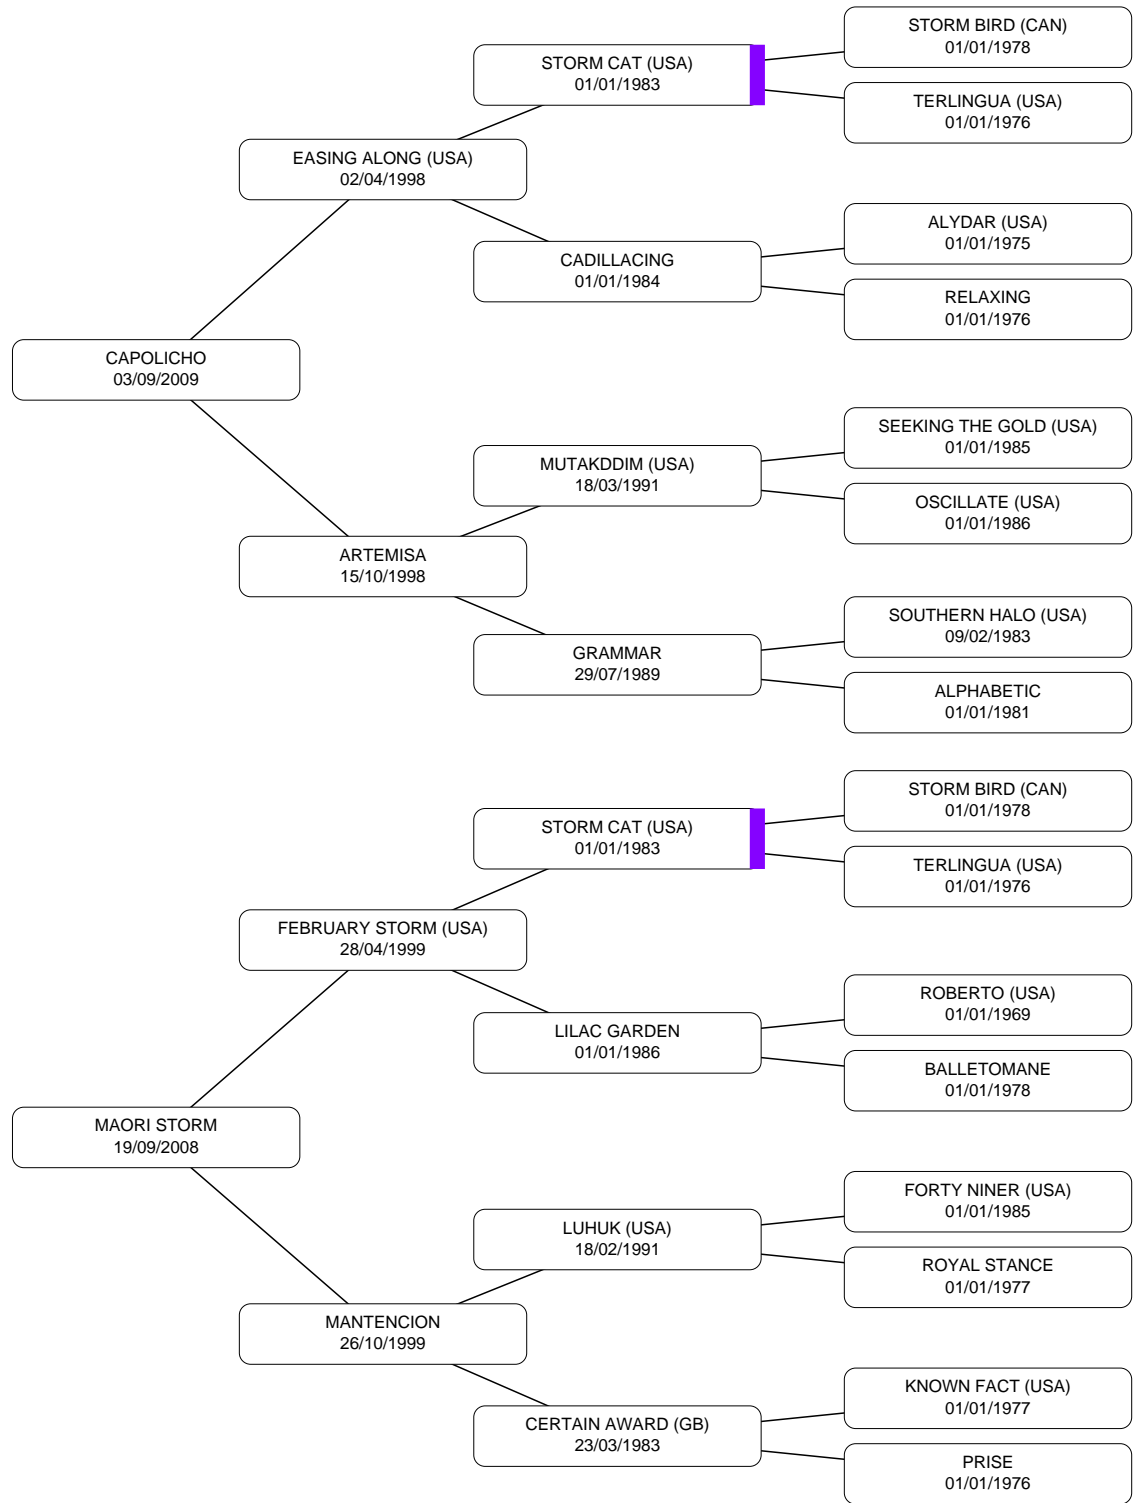 STORM BIRD (CAN)
01/01/1978
STORM CAT (USA)
01/01/1983
TERLINGUA (USA)
01/01/1976
EASING ALONG (USA)
02/04/1998
ALYDAR (USA)
01/01/1975
CADILLACING
01/01/1984
RELAXING
01/01/1976
CAPOLICHO
03/09/2009
SEEKING THE GOLD (USA)
01/01/1985
MUTAKDDIM (USA)
18/03/1991
OSCILLATE (USA)
01/01/1986
ARTEMISA
15/10/1998
SOUTHERN HALO (USA)
09/02/1983
GRAMMAR
29/07/1989
ALPHABETIC
01/01/1981
STORM BIRD (CAN)
01/01/1978
STORM CAT (USA)
01/01/1983
TERLINGUA (USA)
01/01/1976
FEBRUARY STORM (USA)
28/04/1999
ROBERTO (USA)
01/01/1969
LILAC GARDEN
01/01/1986
BALLETOMANE
01/01/1978
MAORI STORM
19/09/2008
FORTY NINER (USA)
01/01/1985
LUHUK (USA)
18/02/1991
ROYAL STANCE
01/01/1977
MANTENCION
26/10/1999
KNOWN FACT (USA)
01/01/1977
CERTAIN AWARD (GB)
23/03/1983
PRISE
01/01/1976